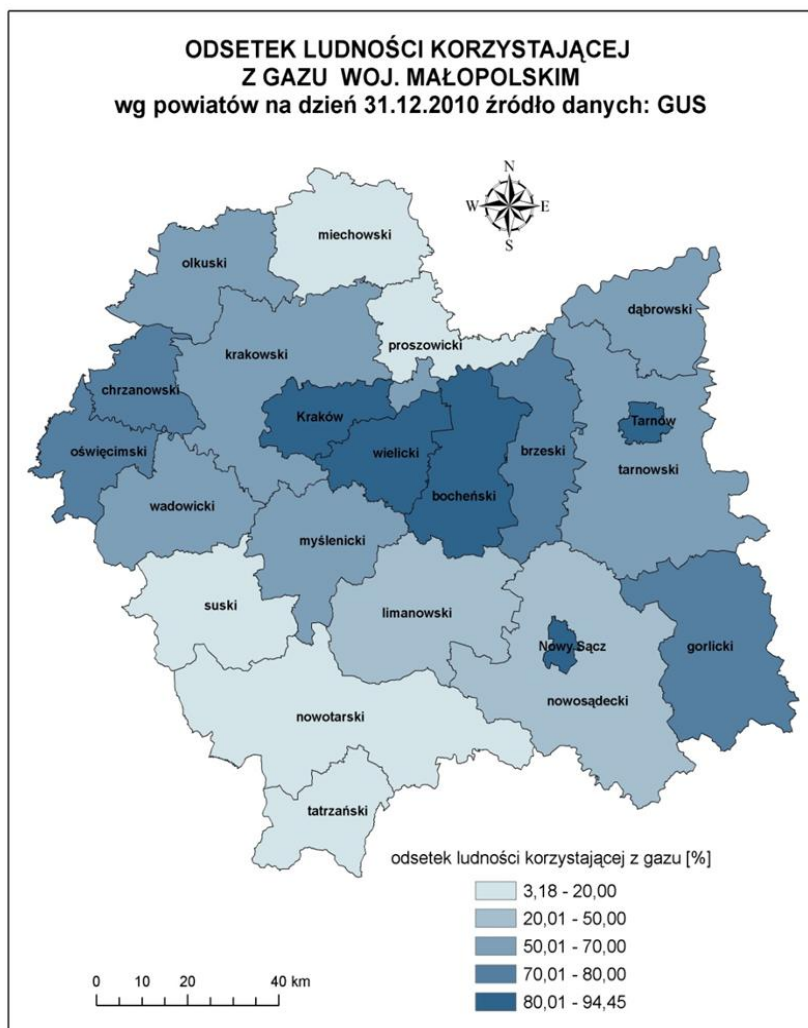 ODSETEK LUDNOŚCI KORZYSTAJĄCEJ
Z GAZU WOJ. MAŁOPOLSKIM
wg powiatów na dzień 31.12.2010 źródło danych: GUS
N
W E
S
miechowski
olkuski
dąbrowski
proszowicki
krakowski
chrzanowski
Kraków
Tarnów
oświęcimski
wielicki
brzeski
tarnowski
bocheński
wadowicki
myślenicki
suski
limanowski
Nowy Sącz
gorlicki
nowosądecki
nowotarski
tatrzański
odsetek ludności korzystającej z gazu [%]
3,18 - 20,00
20,01 - 50,00
50,01 - 70,00
70,01 - 80,00
80,01 - 94,45
0 10 20 40 km